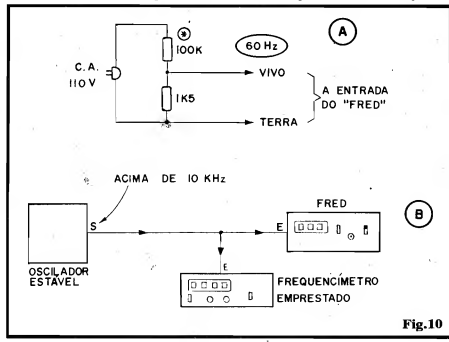 A
✱
100K
60 Hz
C.A.
110 V
VIVO
1K5
A ENTRADA
DO "FRED"
TERRA
ACIMA DE 10 KHz
FRED
B
S
E
OSCILADOR
ESTÁVEL
E
FREQUENCÍMETRO
EMPRESTADO
Fig.10